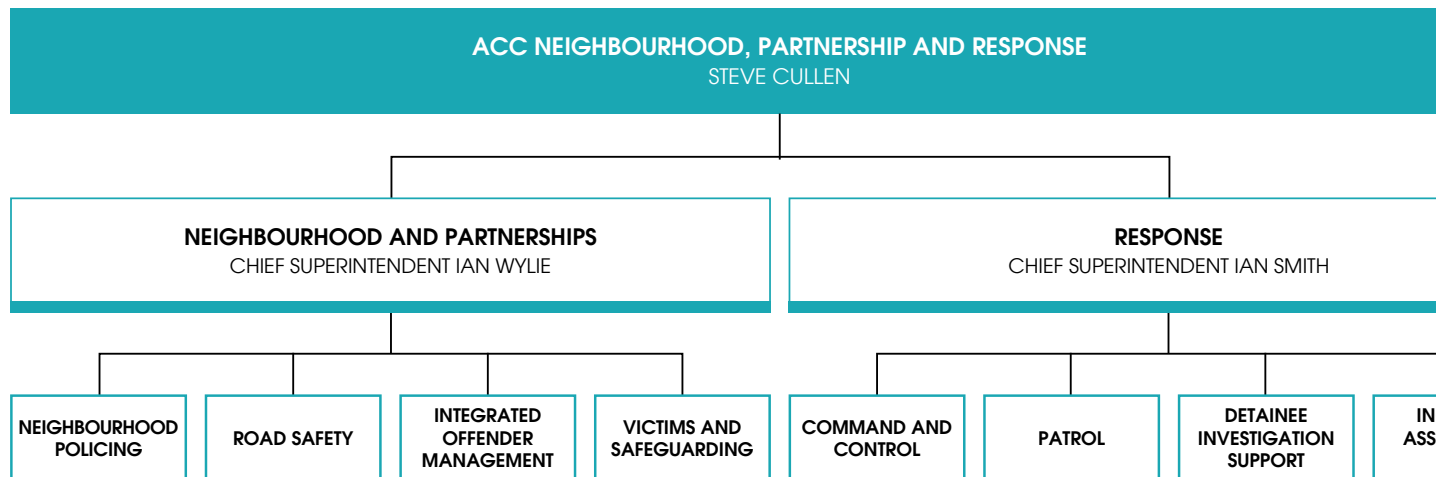 ACC NEIGHBOURHOOD, PARTNERSHIP AND RESPONSE
STEVE CULLEN
NEIGHBOURHOOD AND PARTNERSHIPS
CHIEF SUPERINTENDENT IAN WYLIE
RESPONSE
CHIEF SUPERINTENDENT IAN SMITH
NEIGHBOURHOOD
POLICING
ROAD SAFETY
INTEGRATED
OFFENDER
MANAGEMENT
VICTIMS AND
SAFEGUARDING
COMMAND AND
CONTROL
PATROL
DETAINEE
INVESTIGATION
SUPPORT